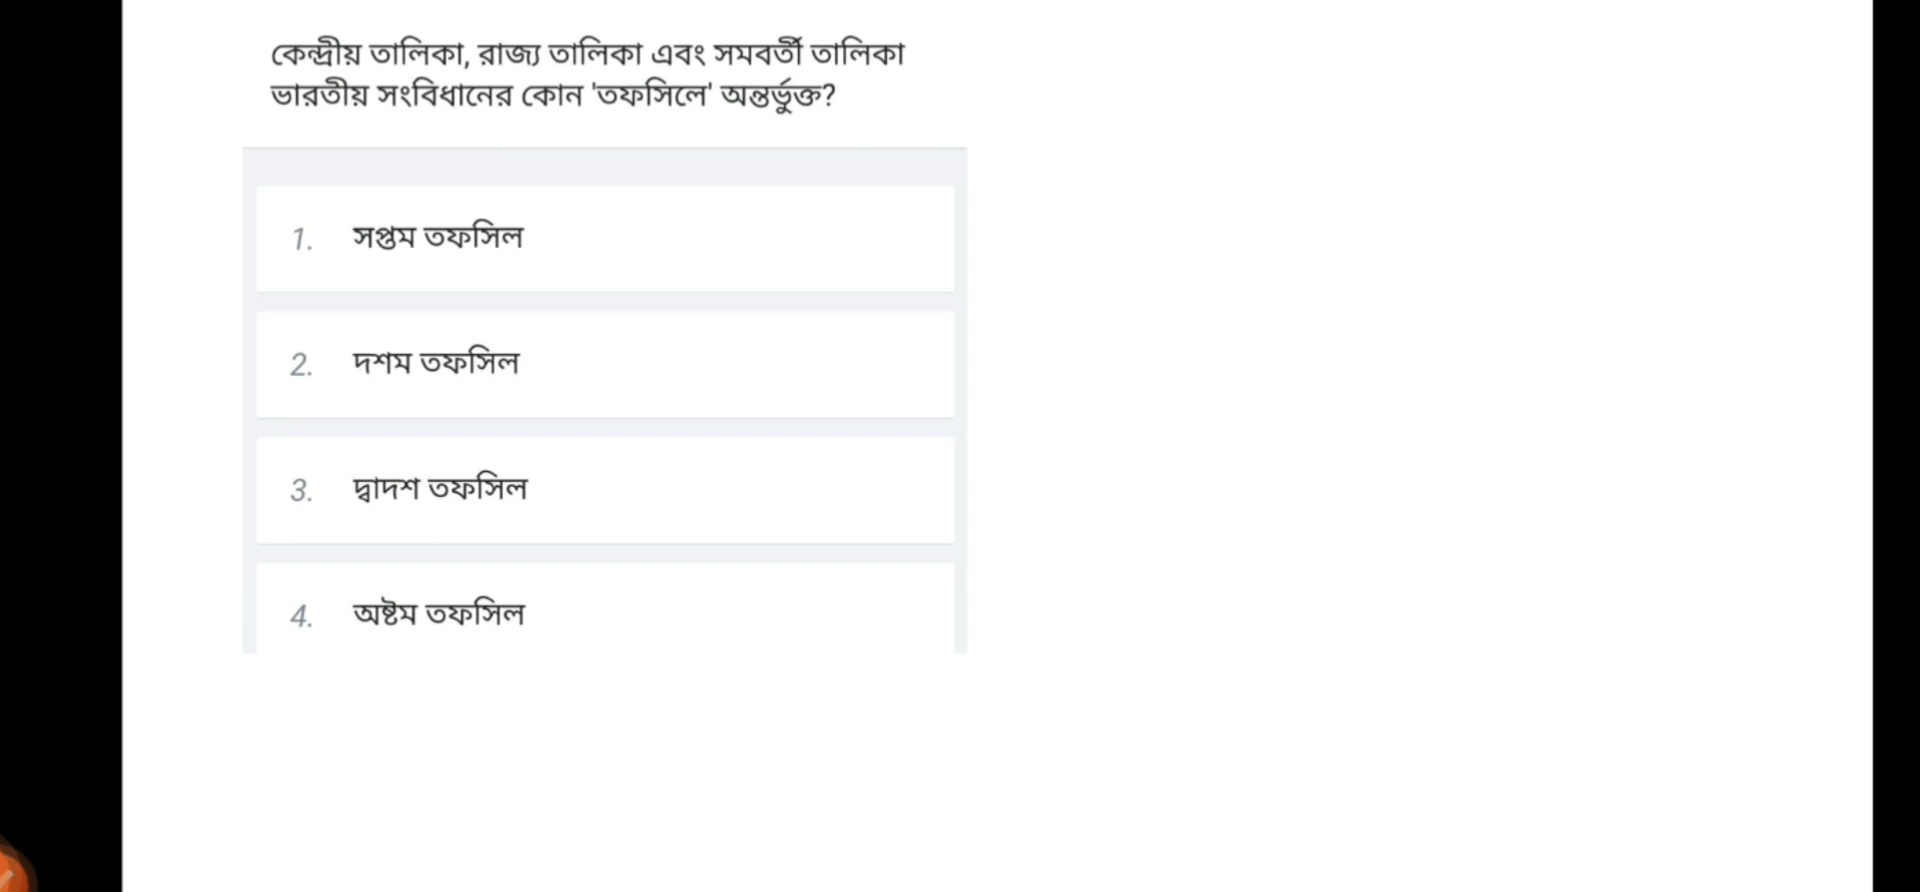 কেন্দ্রীয় তালিকা, রাজ্য তালিকা এবং সমবর্তী তালিকা
ভারতীয় সংবিধানের কোন 'তফসিলে' অন্তর্ভুক্ত?
1. সপ্তম তফসিল
2. দশম তফসিল
3. দ্বাদশ তফসিল
4. অষ্টম তফসিল